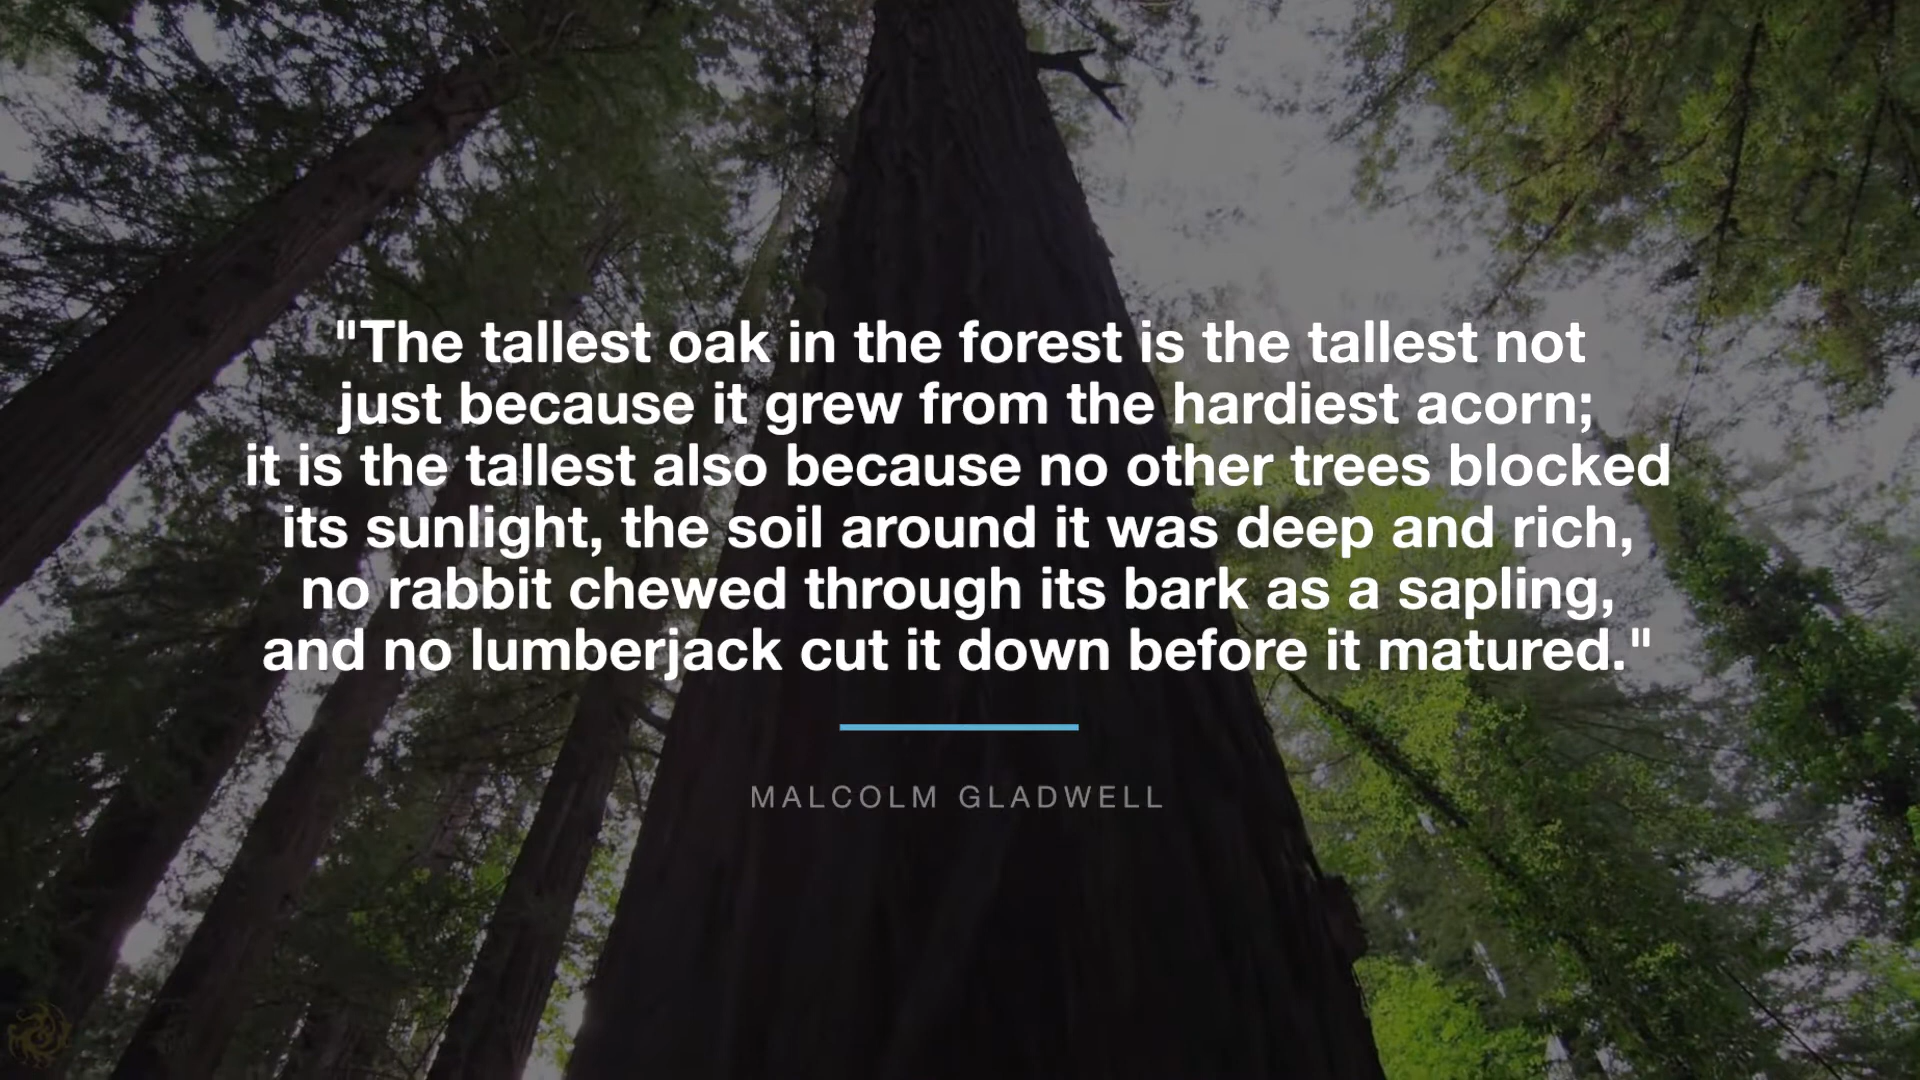 "The tallest oak in the forest is the tallest not
just because it grew from the hardiest acorn;
it is the tallest also because no other trees blocked
its sunlight, the soil around it was deep and rich,
no rabbit chewed through its bark as a sapling,
and no lumberjack cut it down before it matured."
MALCOLM GLADWELL